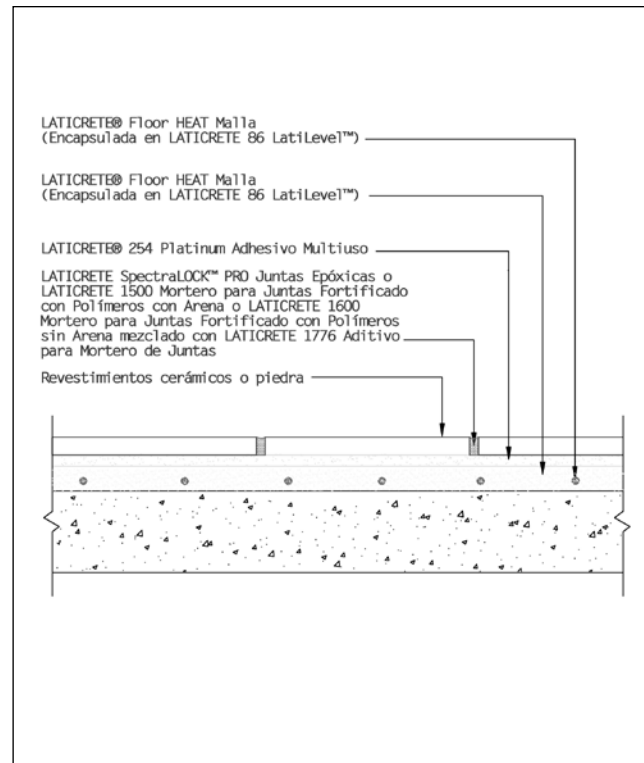 LATICRETE® Floor HEAT Malla
(Encapsulada en LATICRETE 86 LatiLevel™)
LATICRETE® Floor HEAT Malla
(Encapsulada en LATICRETE 86 LatiLevel™)
LATICRETE® 254 Platinum Adhesivo Multiuso
LATICRETE SpectraLOCK™ PRO Juntas Epóxicas o
LATICRETE 1500 Mortero para Juntas Fortificado
con Polímeros con Arena o LATICRETE 1600
Mortero para Juntas Fortificado con Polímeros
sin Arena mezclado con LATICRETE 1776 Aditivo
para Mortero de Juntas
Revestimientos cerámicos o piedra